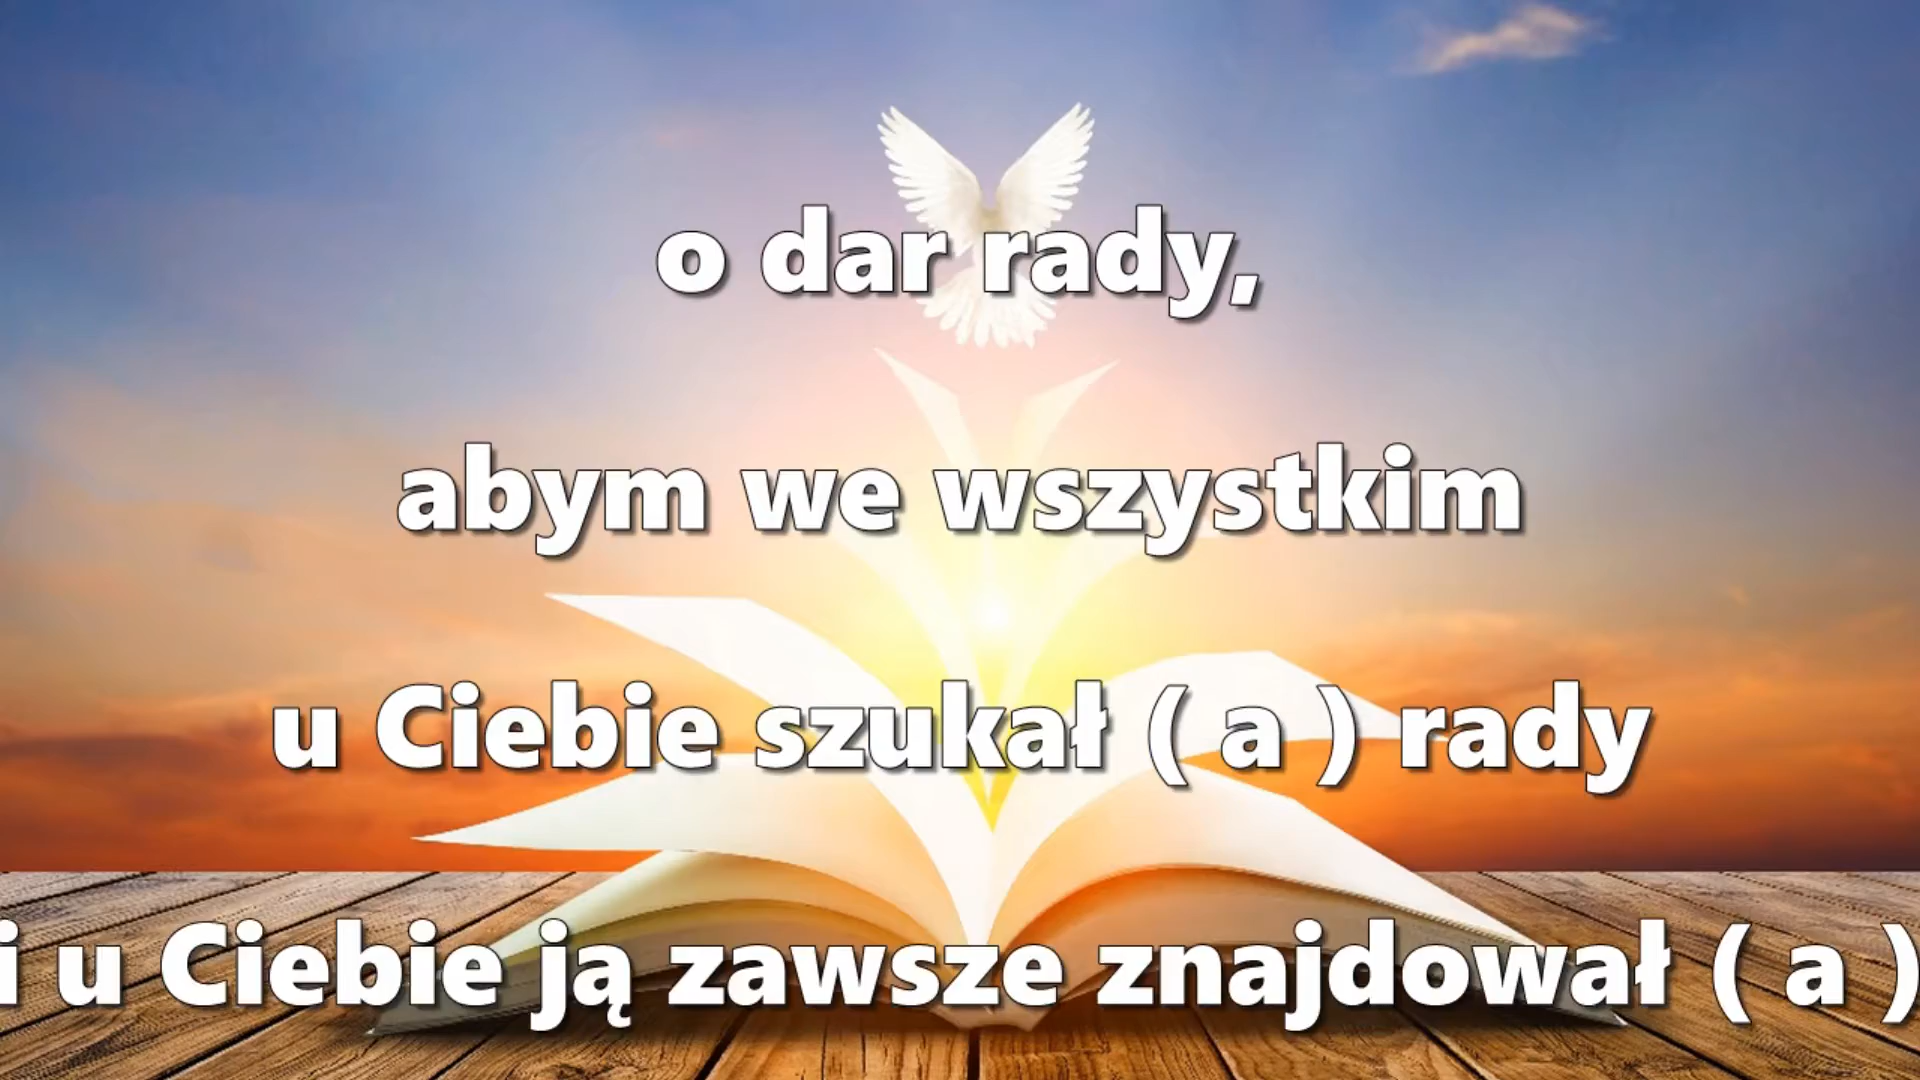 o dar rady,
abym we wszystkim
u Ciebie szukał ( a ) rady
i u Ciebie ją zawsze znajdował ( a )